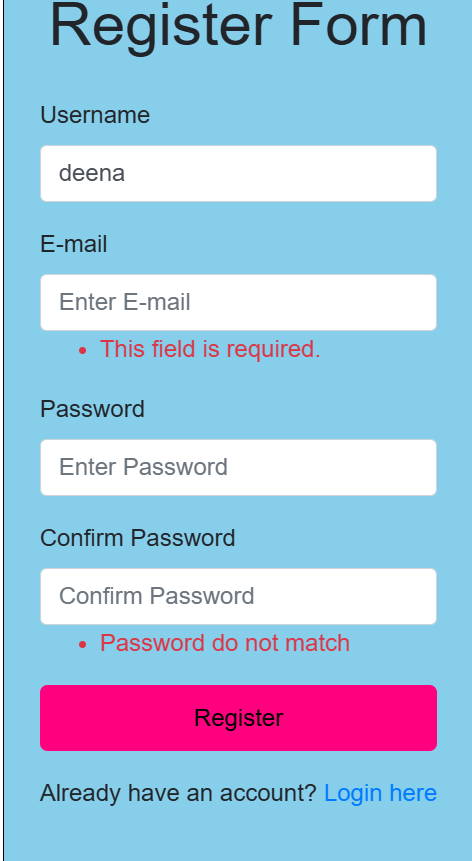 Register Form
Username
deena
E-mail
Enter E-mail
• This field is required.
Password
Enter Password
Confirm Password
Confirm Password
• Password do not match
Register
Already have an account? Login here